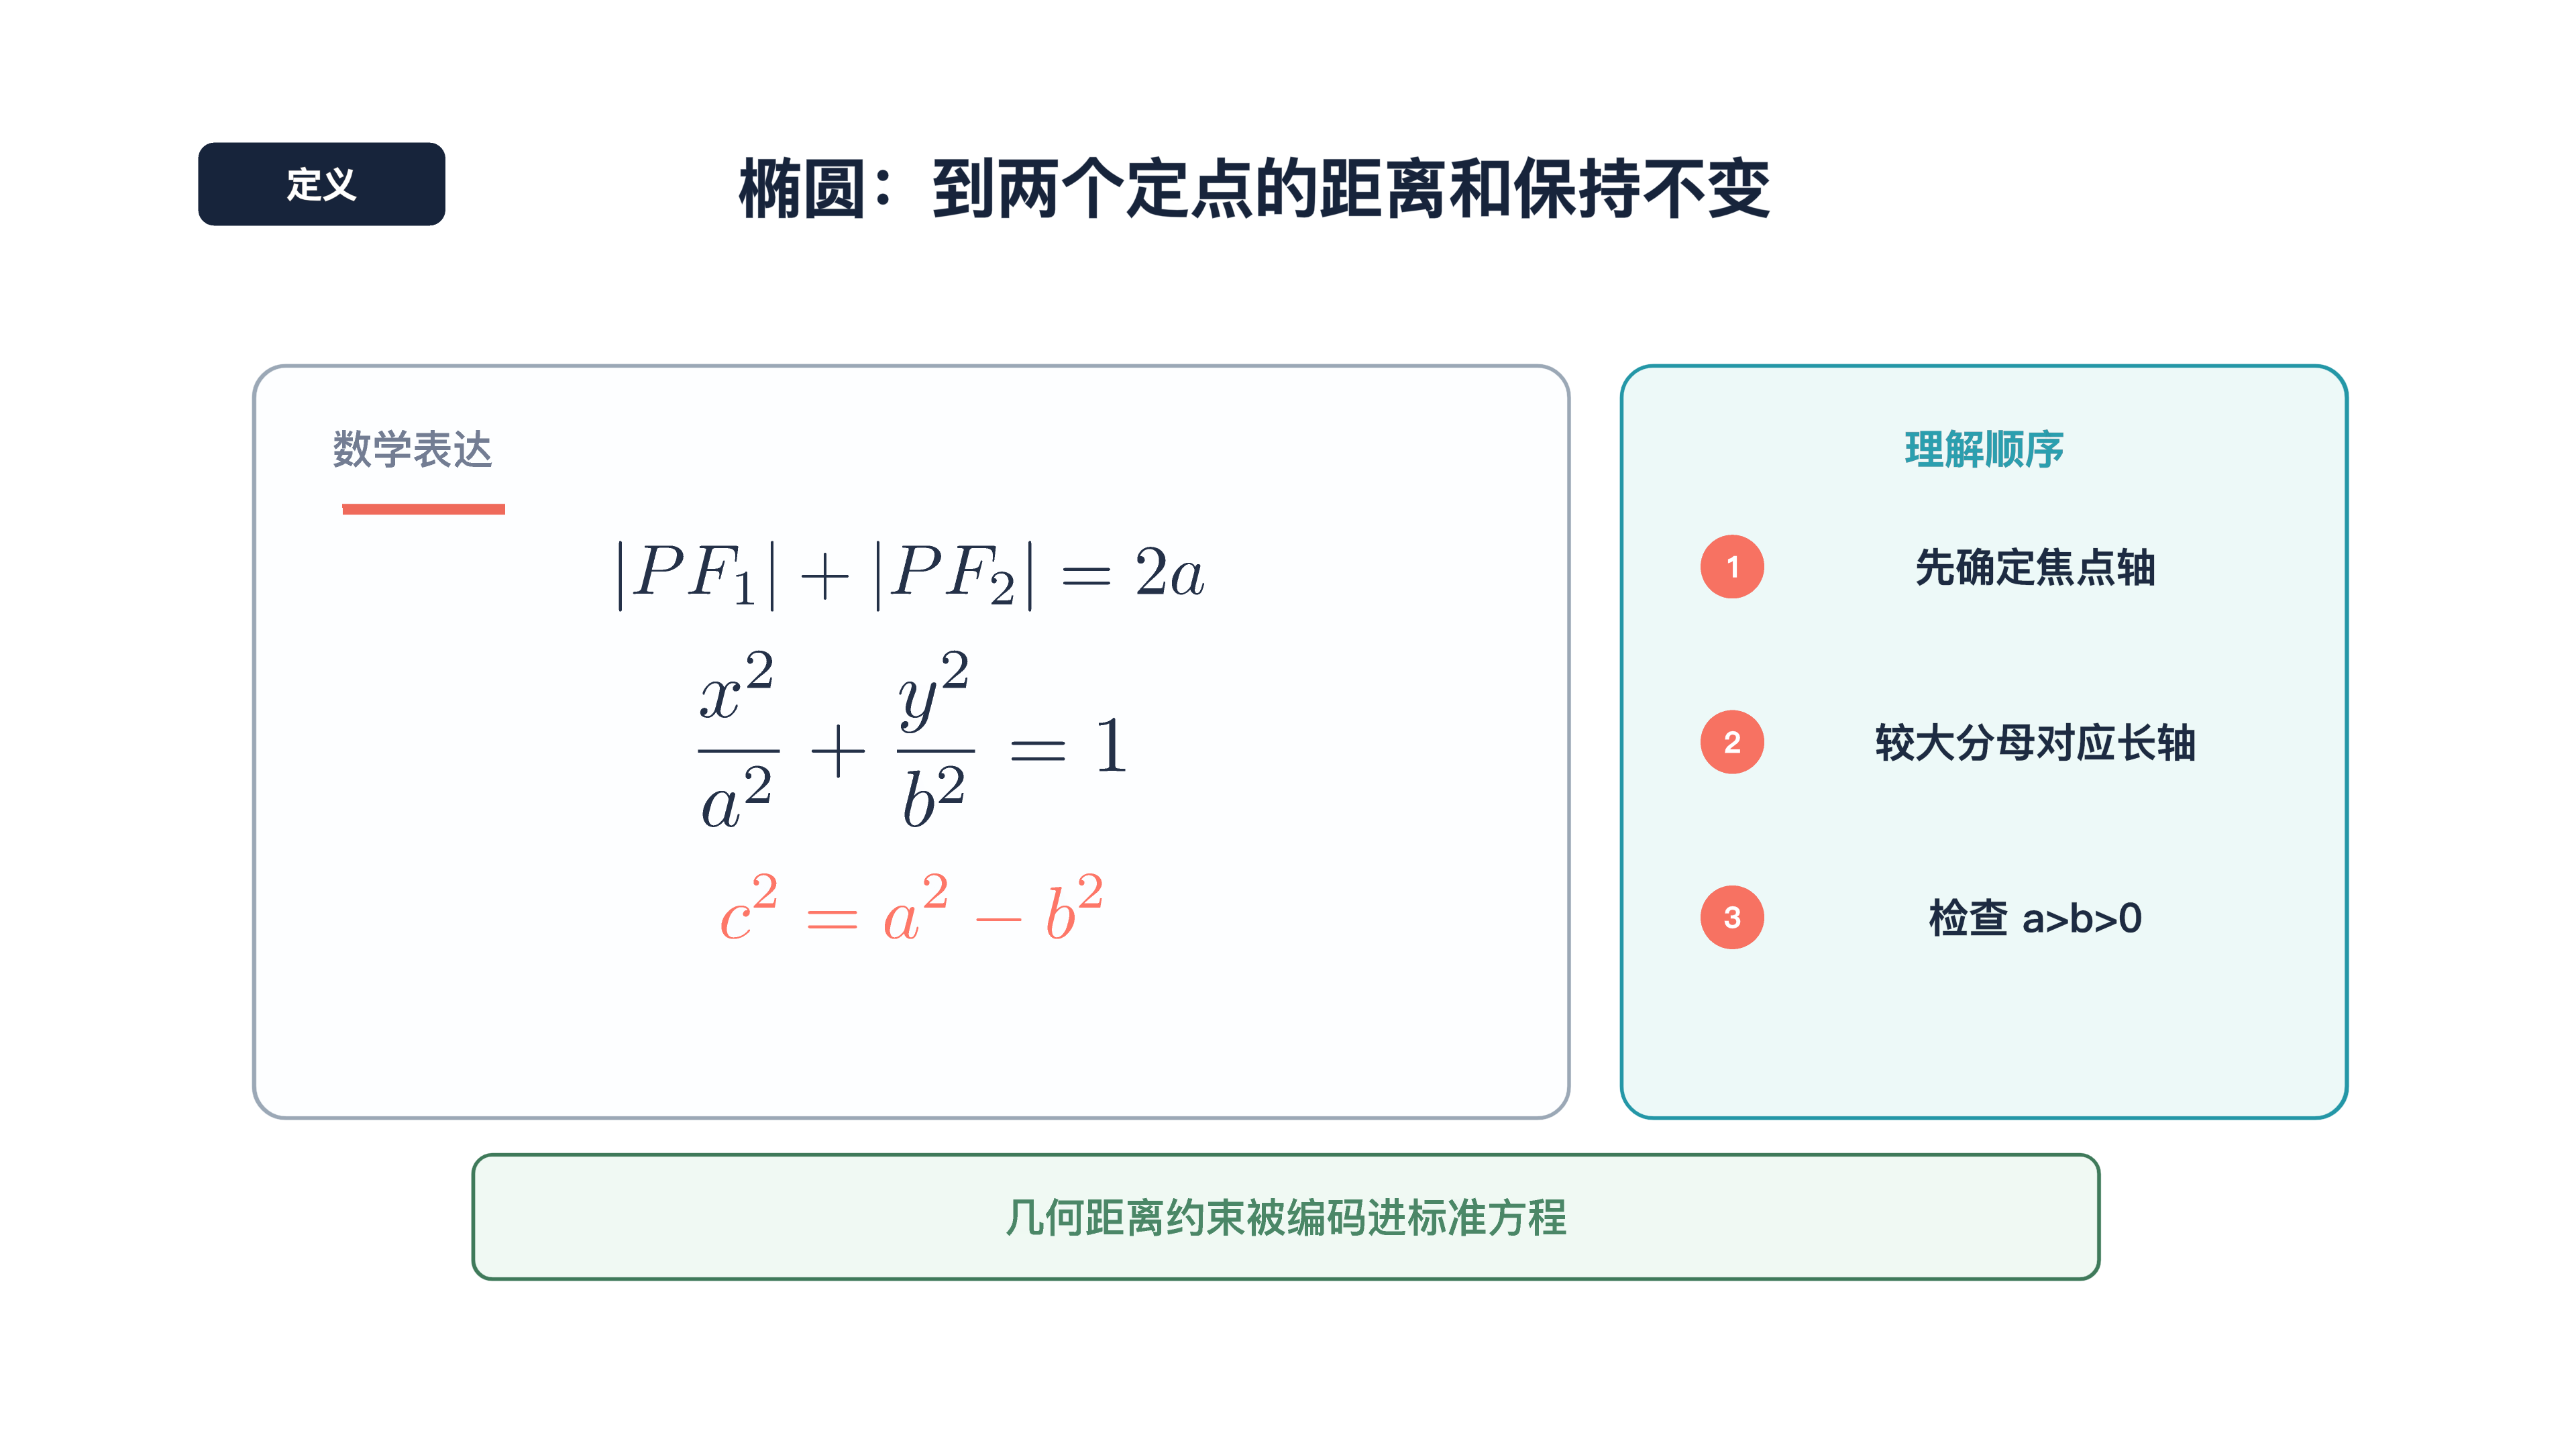 定义
椭圆：到两个定点的距离和保持不变
数学表达
|PF₁| + |PF₂| = 2a
x²/a² + y²/b² = 1
c² = a² − b²
理解顺序
1 先确定焦点轴
2 较大分母对应长轴
3 检查 a>b>0
几何距离约束被编码进标准方程